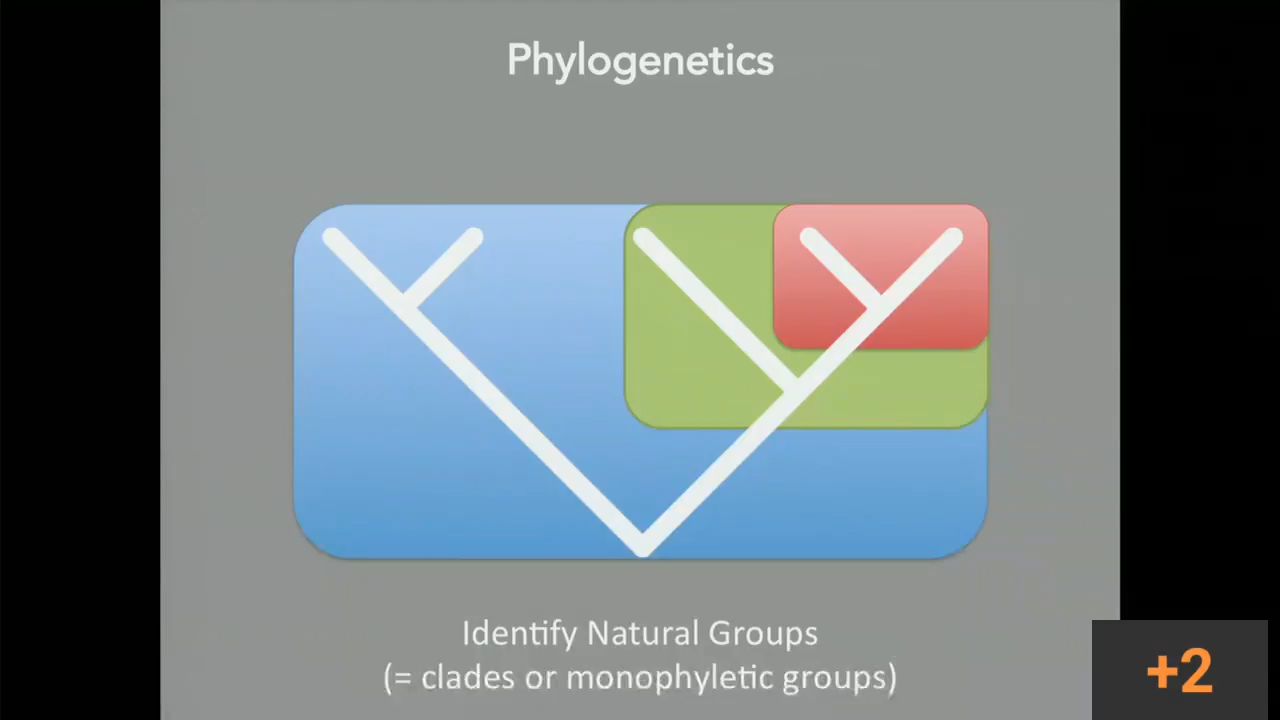 Phylogenetics
Identify Natural Groups
(= clades or monophyletic groups)
+2